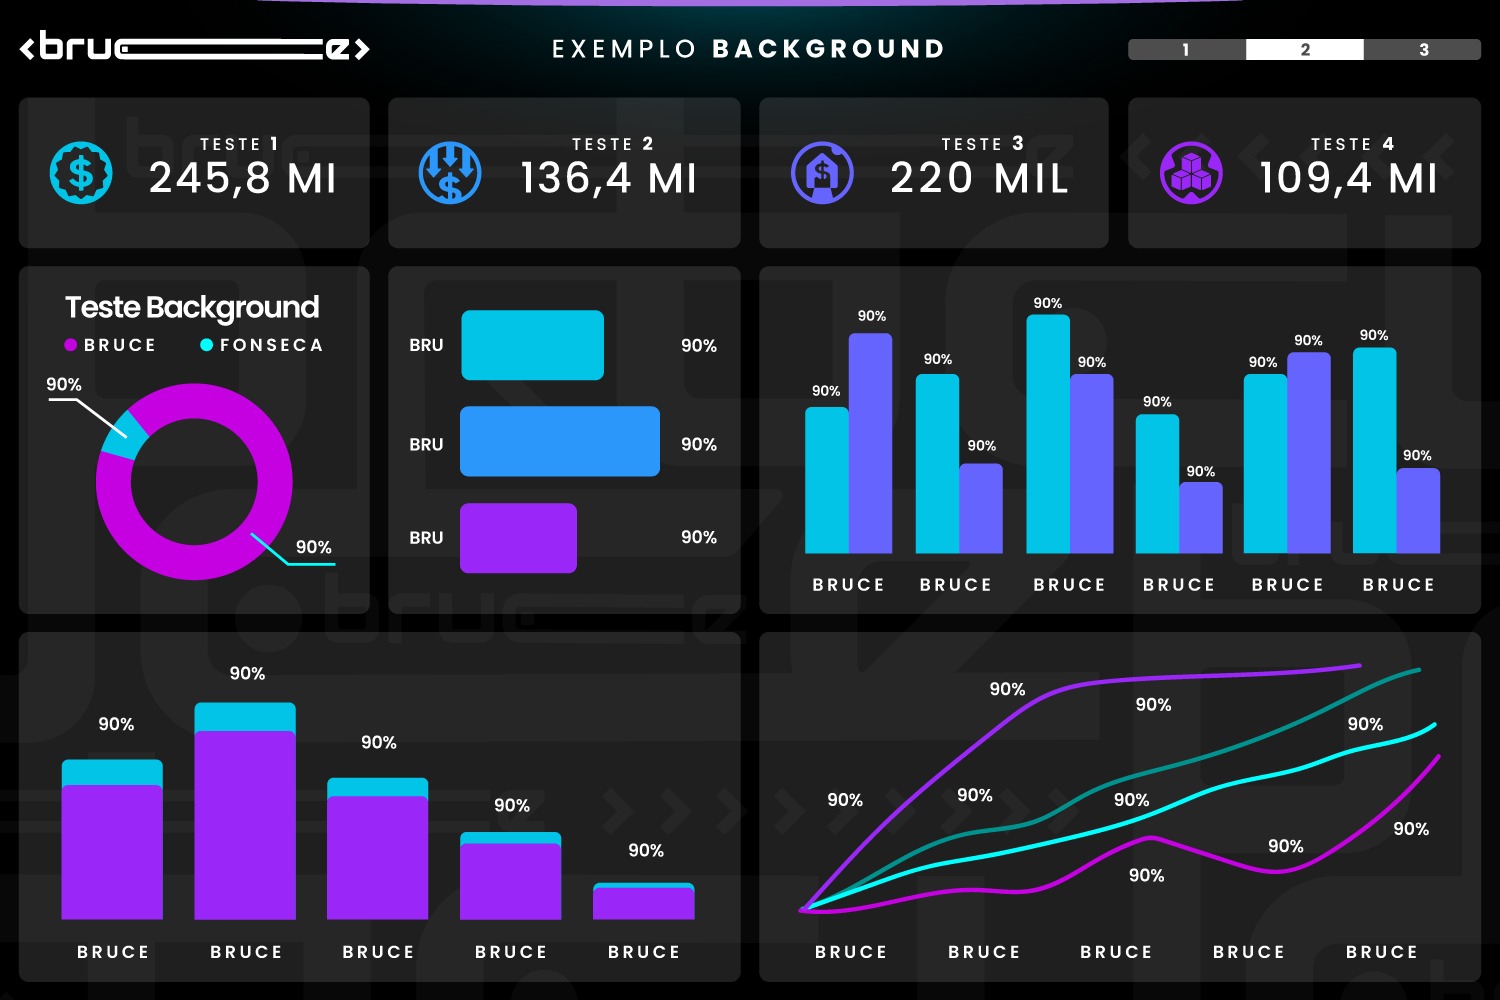 <bruce>
EXEMPLO BACKGROUND
1 2 3
TESTE 1
245,8 MI
TESTE 2
136,4 MI
TESTE 3
220 MIL
TESTE 4
109,4 MI
Teste Background
BRUCE FONSECA
90%
90%
BRU 90%
BRU 90%
BRU 90%
90% 90% 90% 90% 90% 90% 90% 90% 90% 90% 90% 90%
BRUCE BRUCE BRUCE BRUCE BRUCE BRUCE
90% 90% 90% 90% 90%
BRUCE BRUCE BRUCE BRUCE BRUCE
90% 90% 90% 90% 90% 90% 90% 90% 90%
BRUCE BRUCE BRUCE BRUCE BRUCE